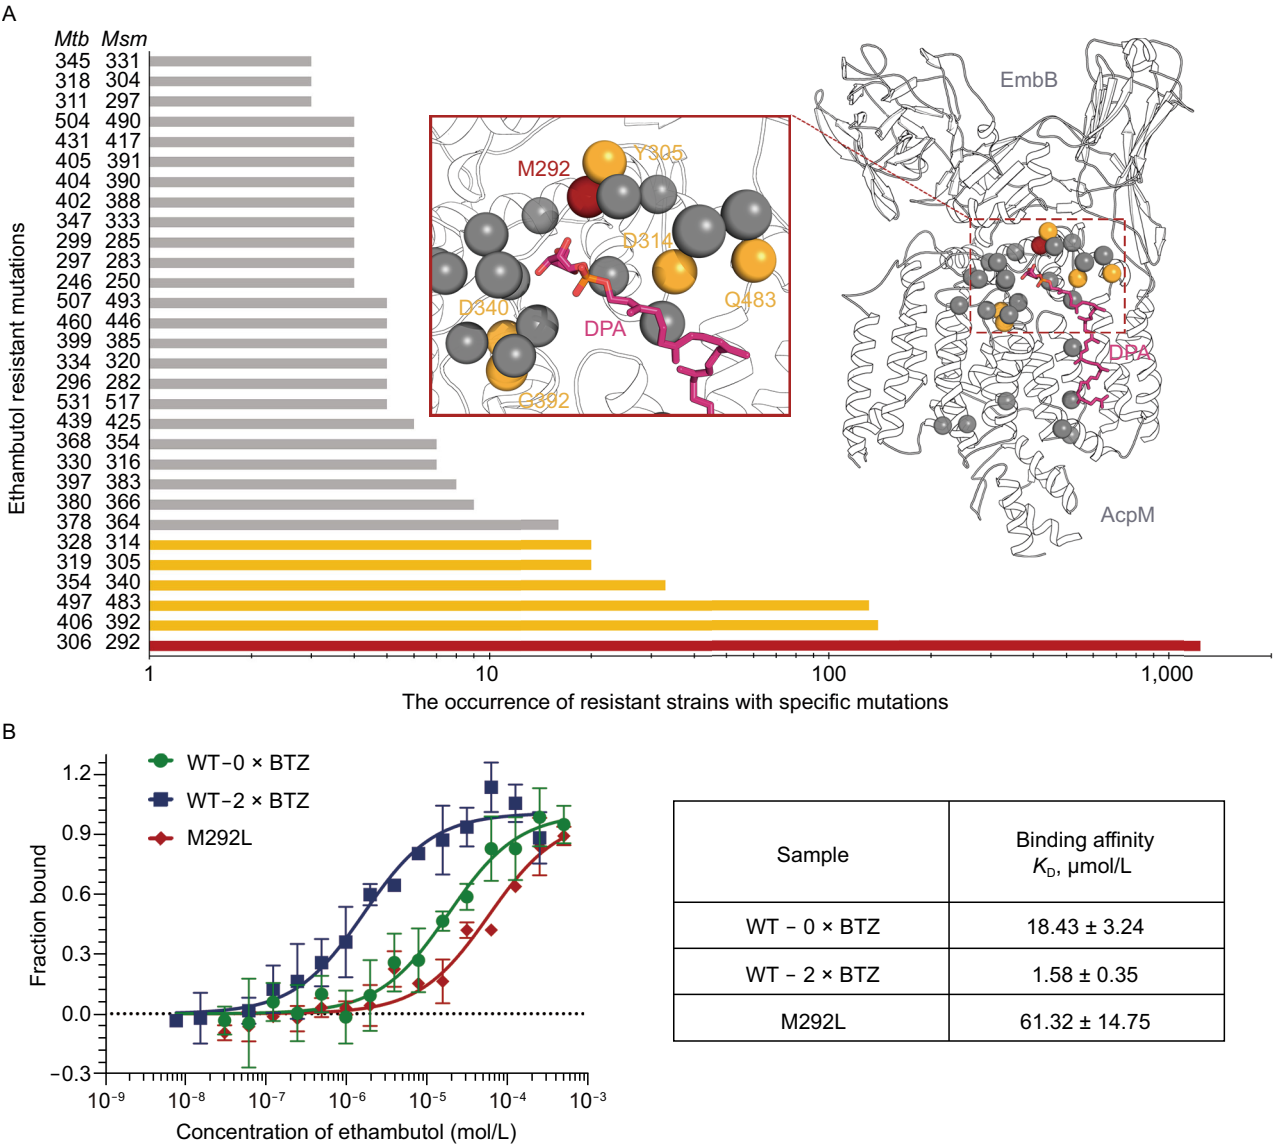 A
Mtb Msm
345 331
318 304
311 297
504 490
431 417
405 391
404 390
402 388
347 333
299 285
297 283
246 250
507 493
460 446
399 385
334 320
296 282
531 517
439 425
368 354
330 316
397 383
380 366
378 364
328 314
319 305
354 340
497 483
406 392
306 292
Ethambutol resistant mutations
1 10 100 1,000
The occurrence of resistant strains with specific mutations
M292
Y305
D314
Q483
D340
DPA
G392
EmbB
DPA
AcpM
B
WT–0 × BTZ
WT–2 × BTZ
M292L
1.2
0.9
0.6
0.3
0.0
–0.3
Fraction bound
10⁻⁹ 10⁻⁸ 10⁻⁷ 10⁻⁶ 10⁻⁵ 10⁻⁴ 10⁻³
Concentration of ethambutol (mol/L)
Sample
Binding affinity
K_D, μmol/L
WT – 0 × BTZ 18.43 ± 3.24
WT – 2 × BTZ 1.58 ± 0.35
M292L 61.32 ± 14.75